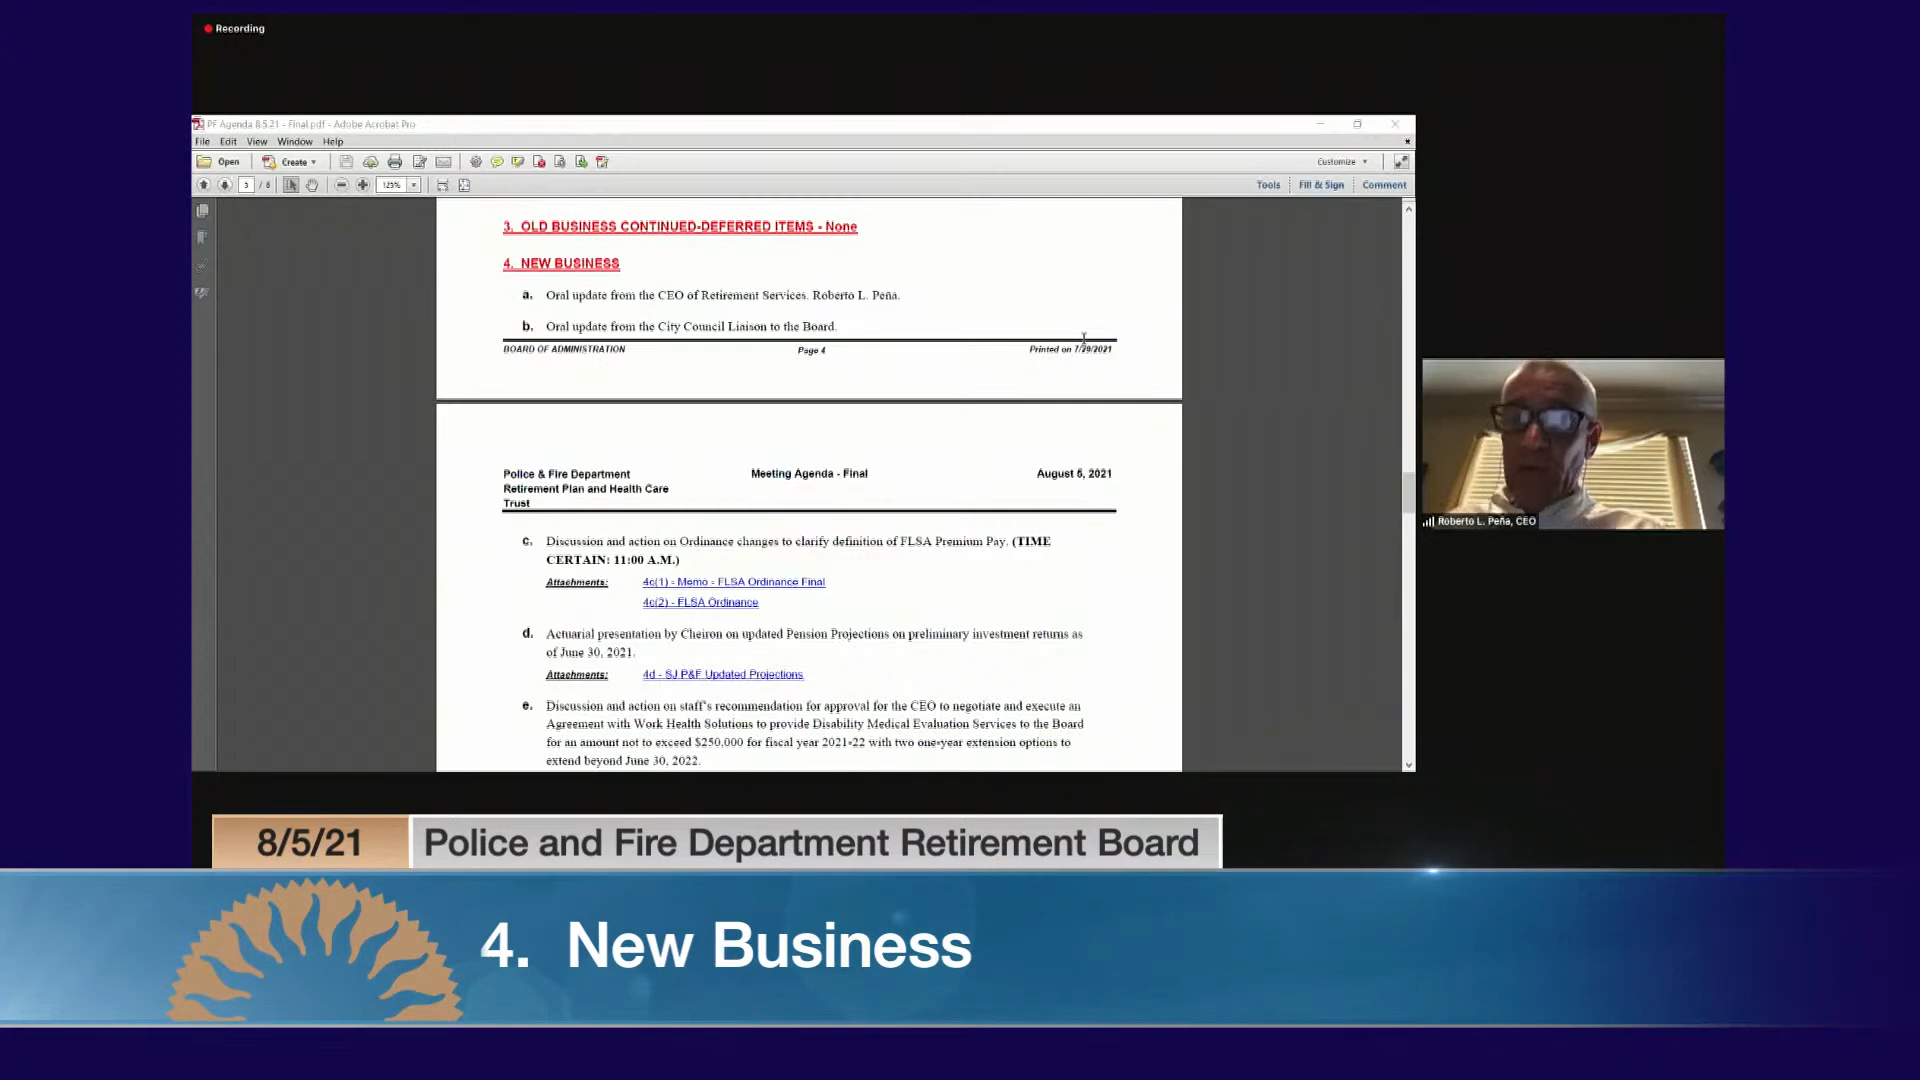 Recording
PF Agenda 8.5.21 - Final.pdf - Adobe Acrobat Pro
File Edit View Window Help
Open Create Customize
5 / 8 125% Tools Fill & Sign Comment
3. OLD BUSINESS CONTINUED-DEFERRED ITEMS - None
4. NEW BUSINESS
a. Oral update from the CEO of Retirement Services. Roberto L. Peña.
b. Oral update from the City Council Liaison to the Board.
BOARD OF ADMINISTRATION Page 4 Printed on 7/29/2021
Police & Fire Department Meeting Agenda - Final August 5, 2021
Retirement Plan and Health Care
Trust
c. Discussion and action on Ordinance changes to clarify definition of FLSA Premium Pay. (TIME
CERTAIN: 11:00 A.M.)
Attachments: 4c(1) - Memo - FLSA Ordinance Final
4c(2) - FLSA Ordinance
d. Actuarial presentation by Cheiron on updated Pension Projections on preliminary investment returns as
of June 30, 2021.
Attachments: 4d - SJ P&F Updated Projections
e. Discussion and action on staff's recommendation for approval for the CEO to negotiate and execute an
Agreement with Work Health Solutions to provide Disability Medical Evaluation Services to the Board
for an amount not to exceed $250,000 for fiscal year 2021-22 with two one-year extension options to
extend beyond June 30, 2022.
Roberto L. Peña, CEO
8/5/21 Police and Fire Department Retirement Board
4. New Business